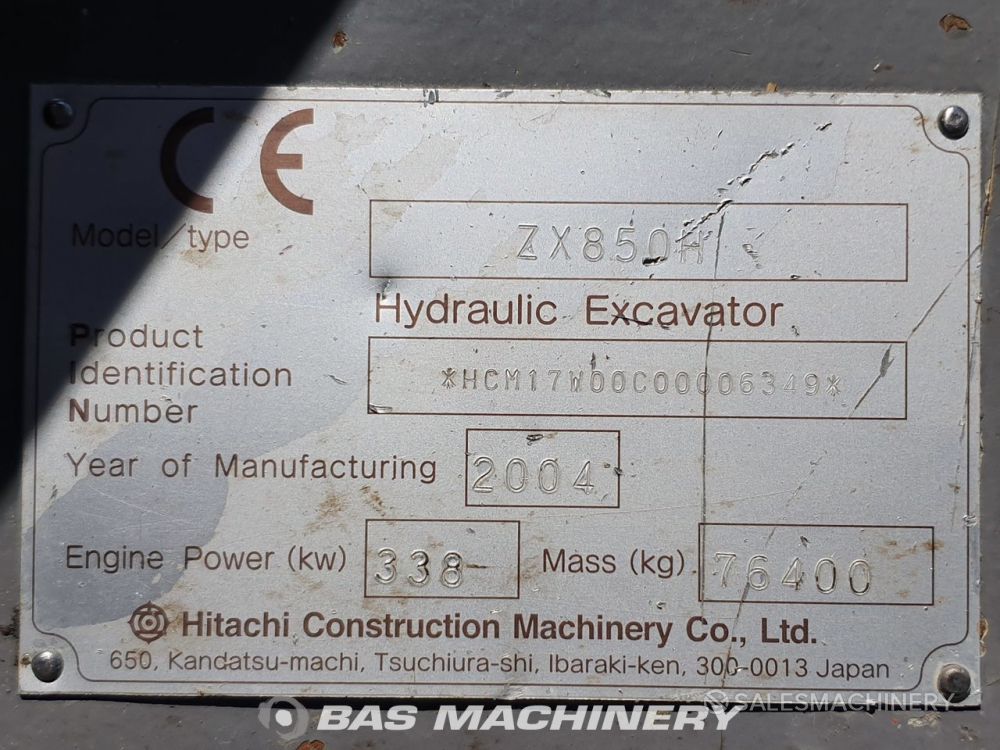 CE
Model/type ZX850H
Hydraulic Excavator
Product
Identification
Number
*HCM17W00C00006349*
Year of Manufacturing 2004
Engine Power (kw) 338 Mass (kg) 76400
Hitachi Construction Machinery Co., Ltd.
650, Kandatsu-machi, Tsuchiura-shi, Ibaraki-ken, 300-0013 Japan
SALESMACHINERY
BAS MACHINERY